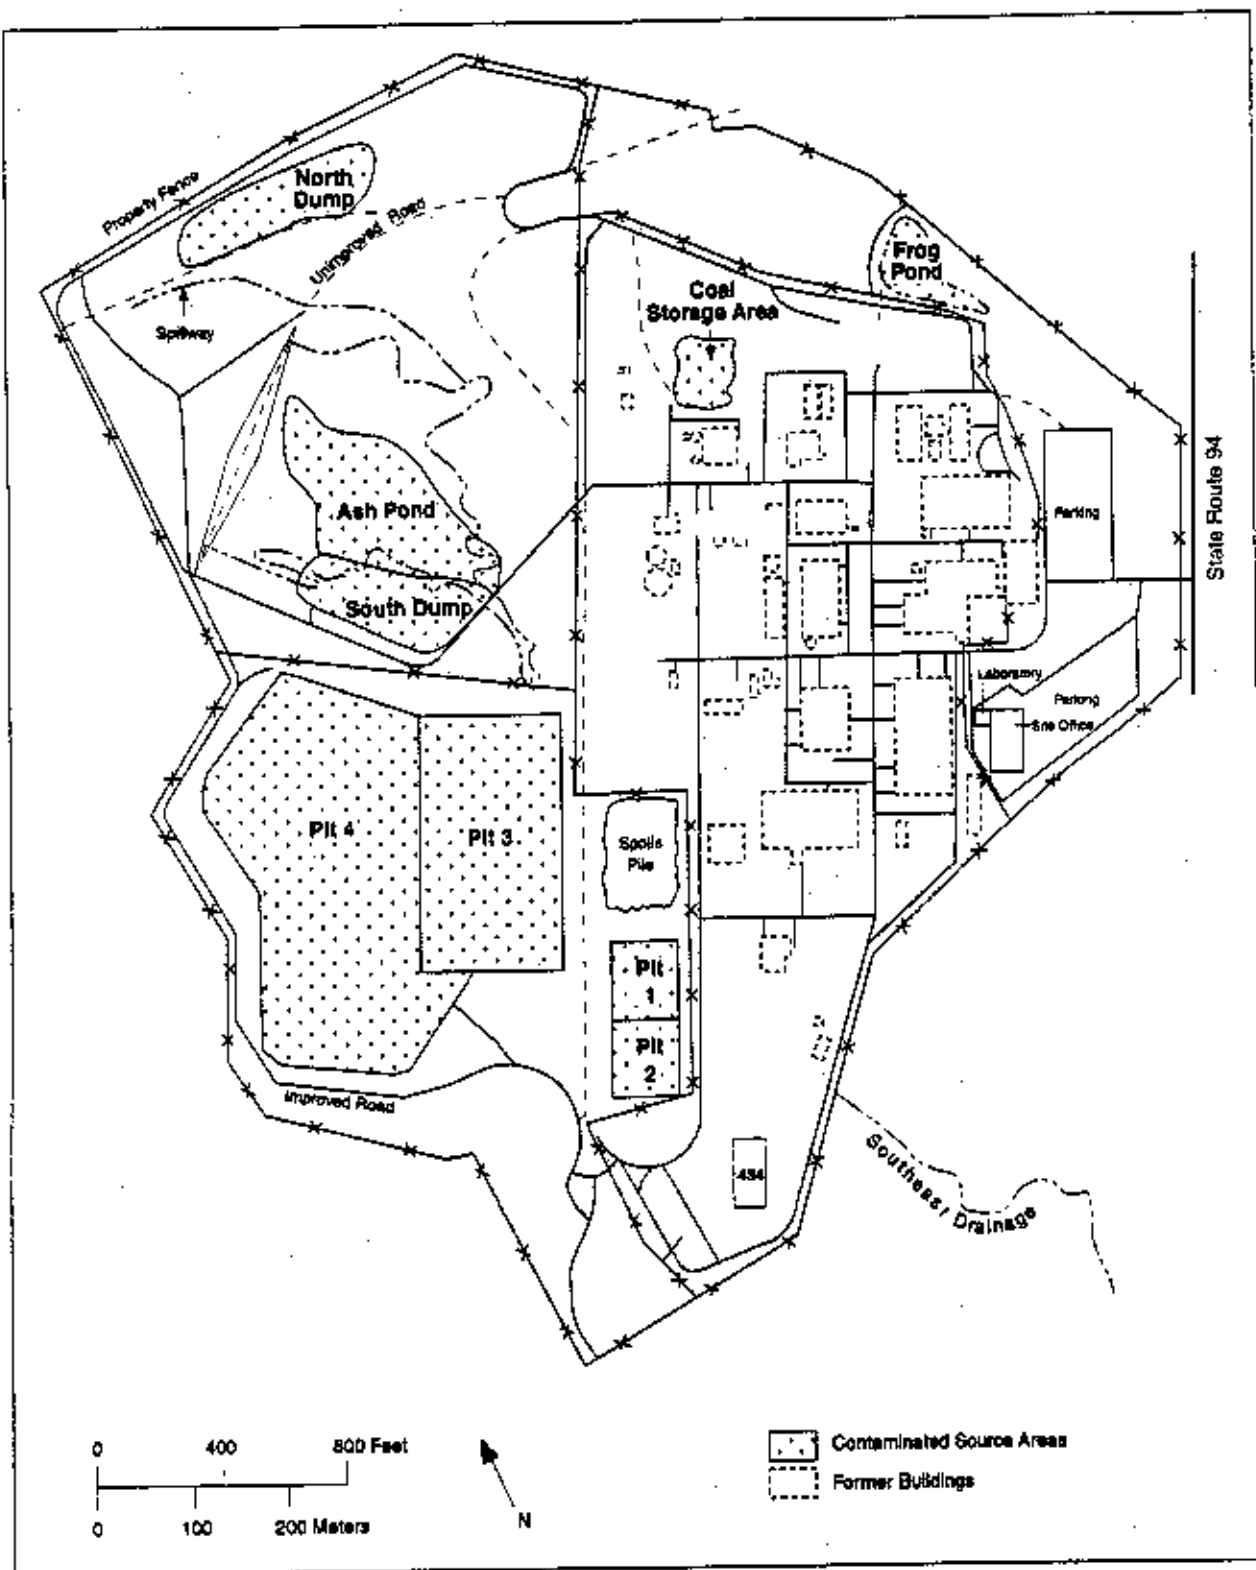 North
Dump
Property Fence
Unimproved Road
Frog
Pond
Coal
Storage Area
Spillway
State Route 94
Ash Pond
Parking
South Dump
Laboratory
Parking
Site Office
Pit 4
Pit 3
Spoils
Pile
Pit
1
Pit
2
Improved Road
434
Southeast Drainage
0 400 800 Feet
0 100 200 Meters
N
Contaminated Source Areas
Former Buildings